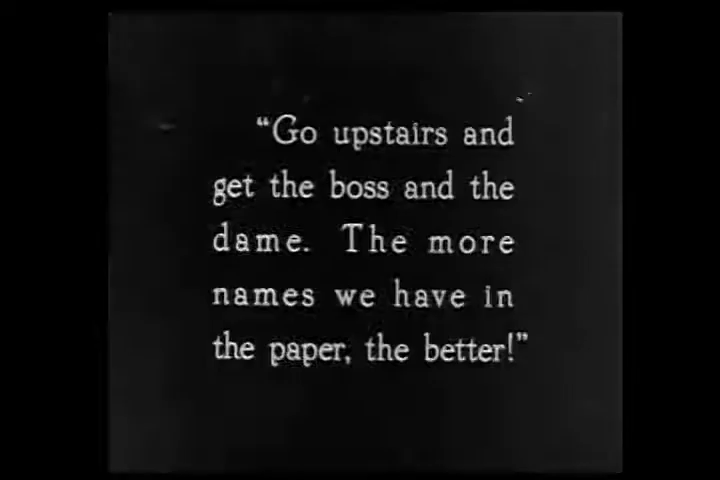 “Go upstairs and
get the boss and the
dame. The more
names we have in
the paper, the better!”